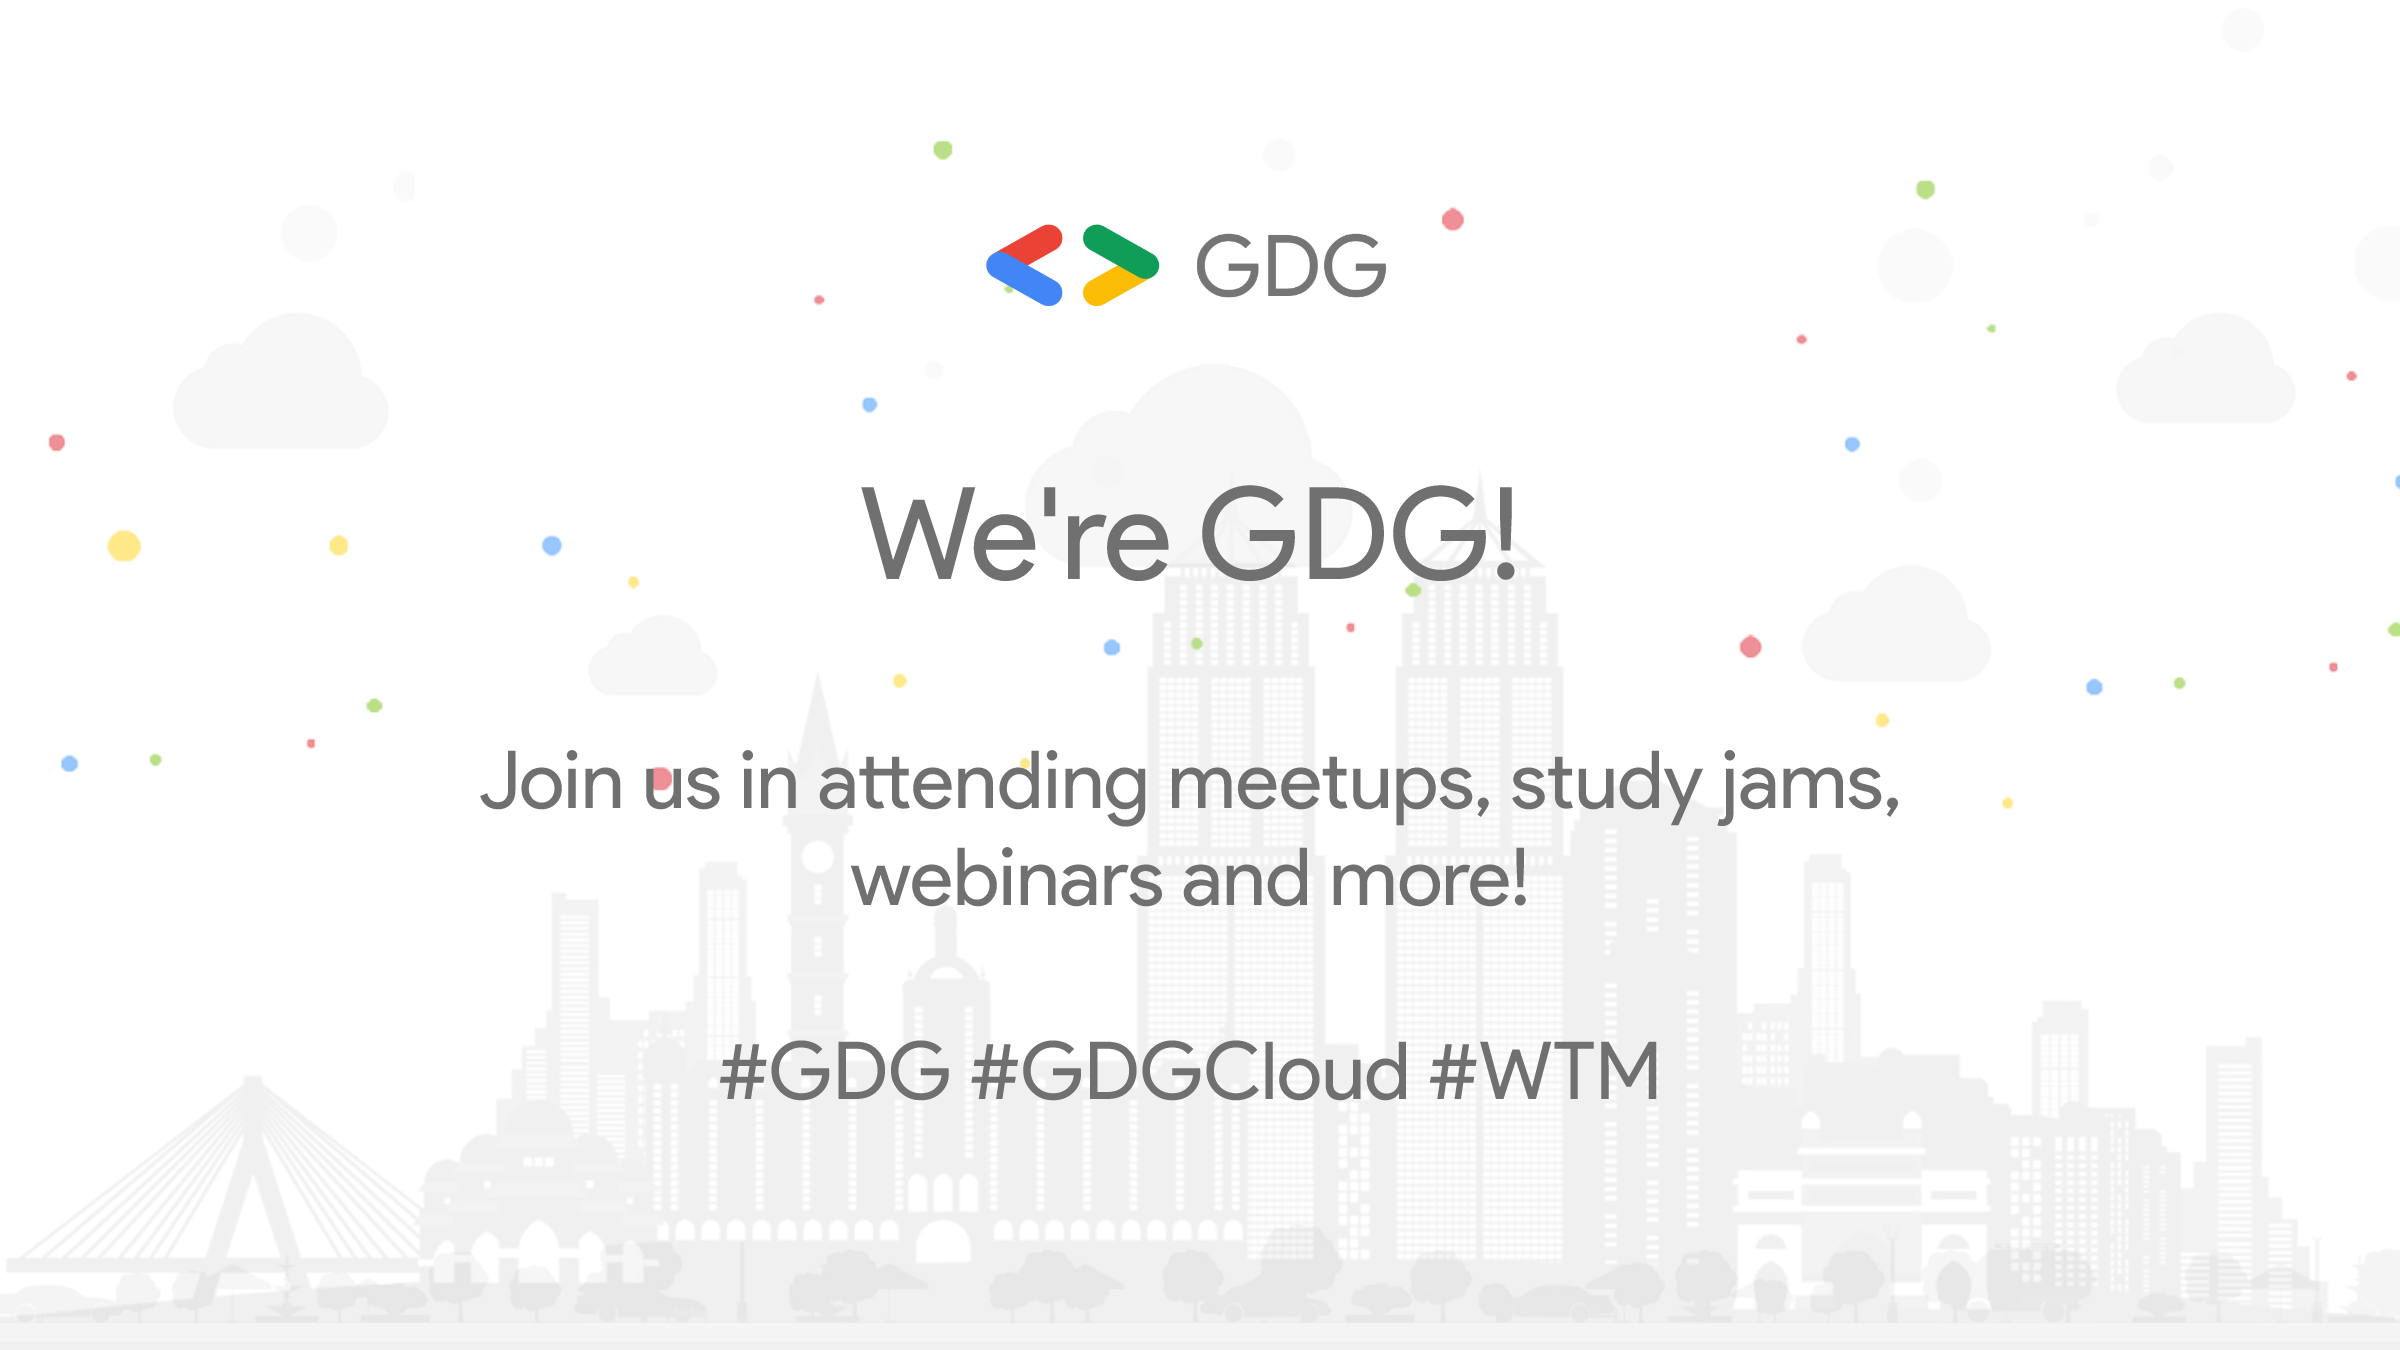 GDG
We're GDG!
Join us in attending meetups, study jams,
webinars and more!
#GDG #GDGCloud #WTM